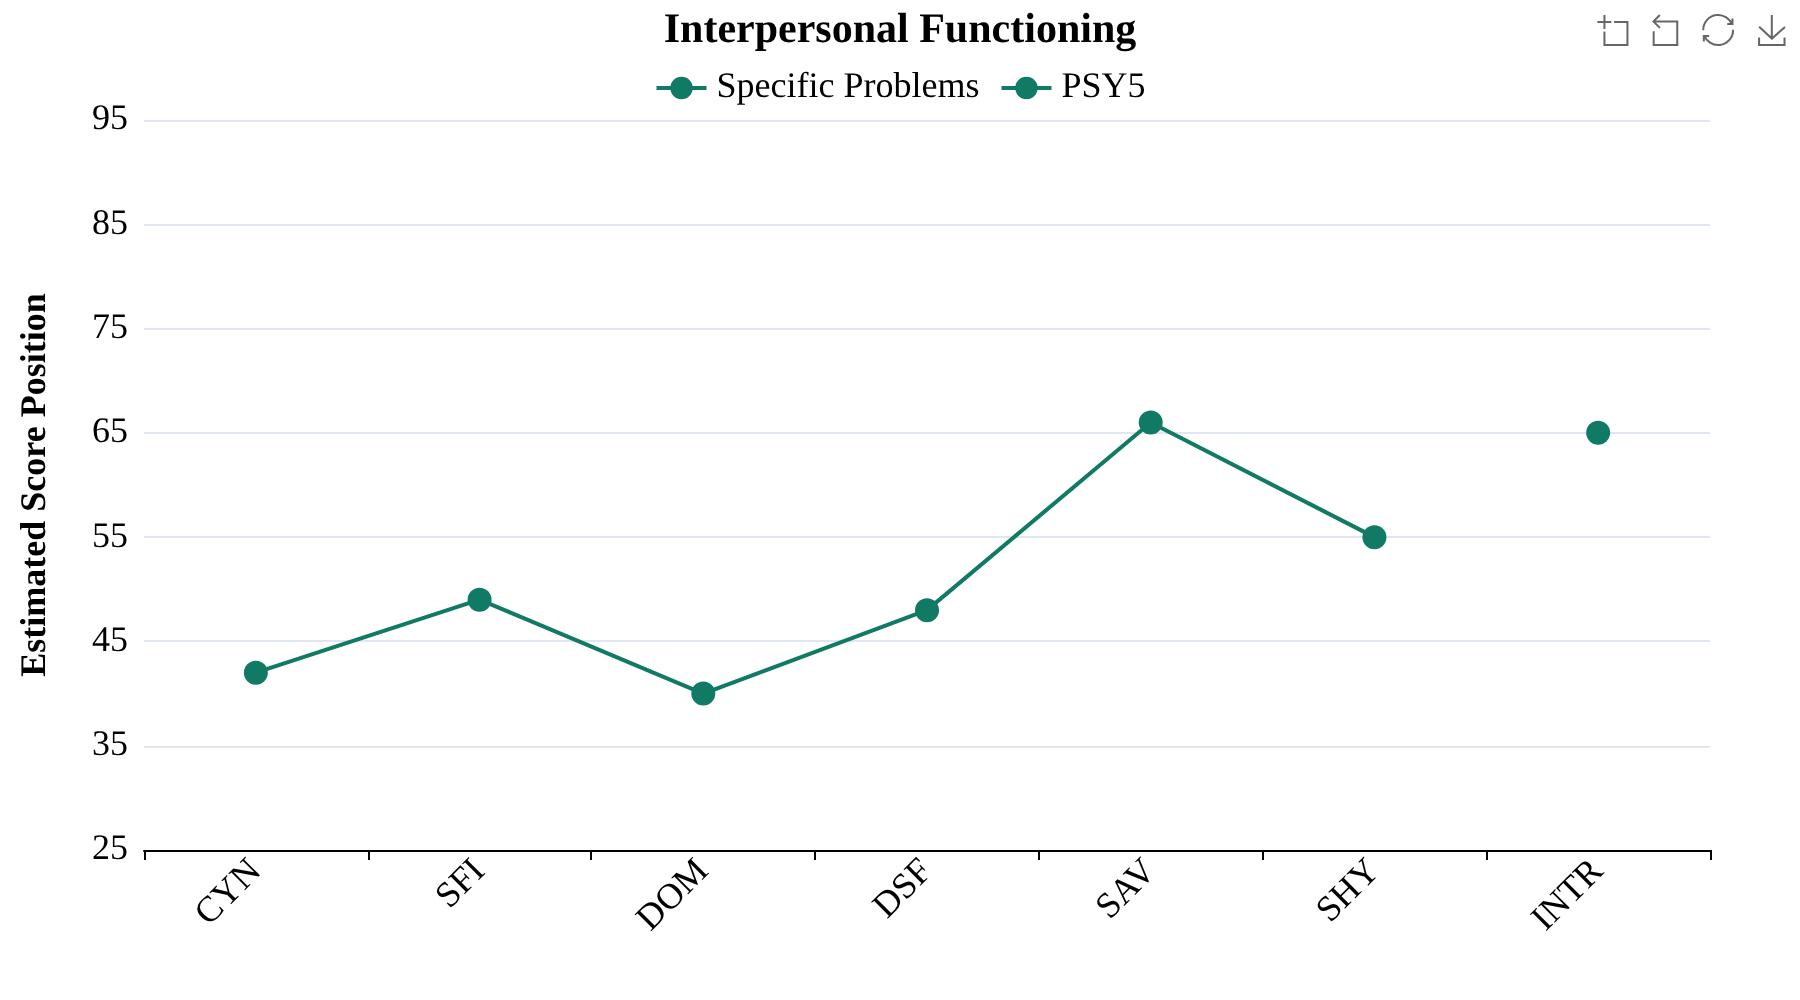 Interpersonal Functioning
Specific Problems PSY5
Estimated Score Position
95
85
75
65
55
45
35
25
CYN SFI DOM DSF SAV SHY INTR